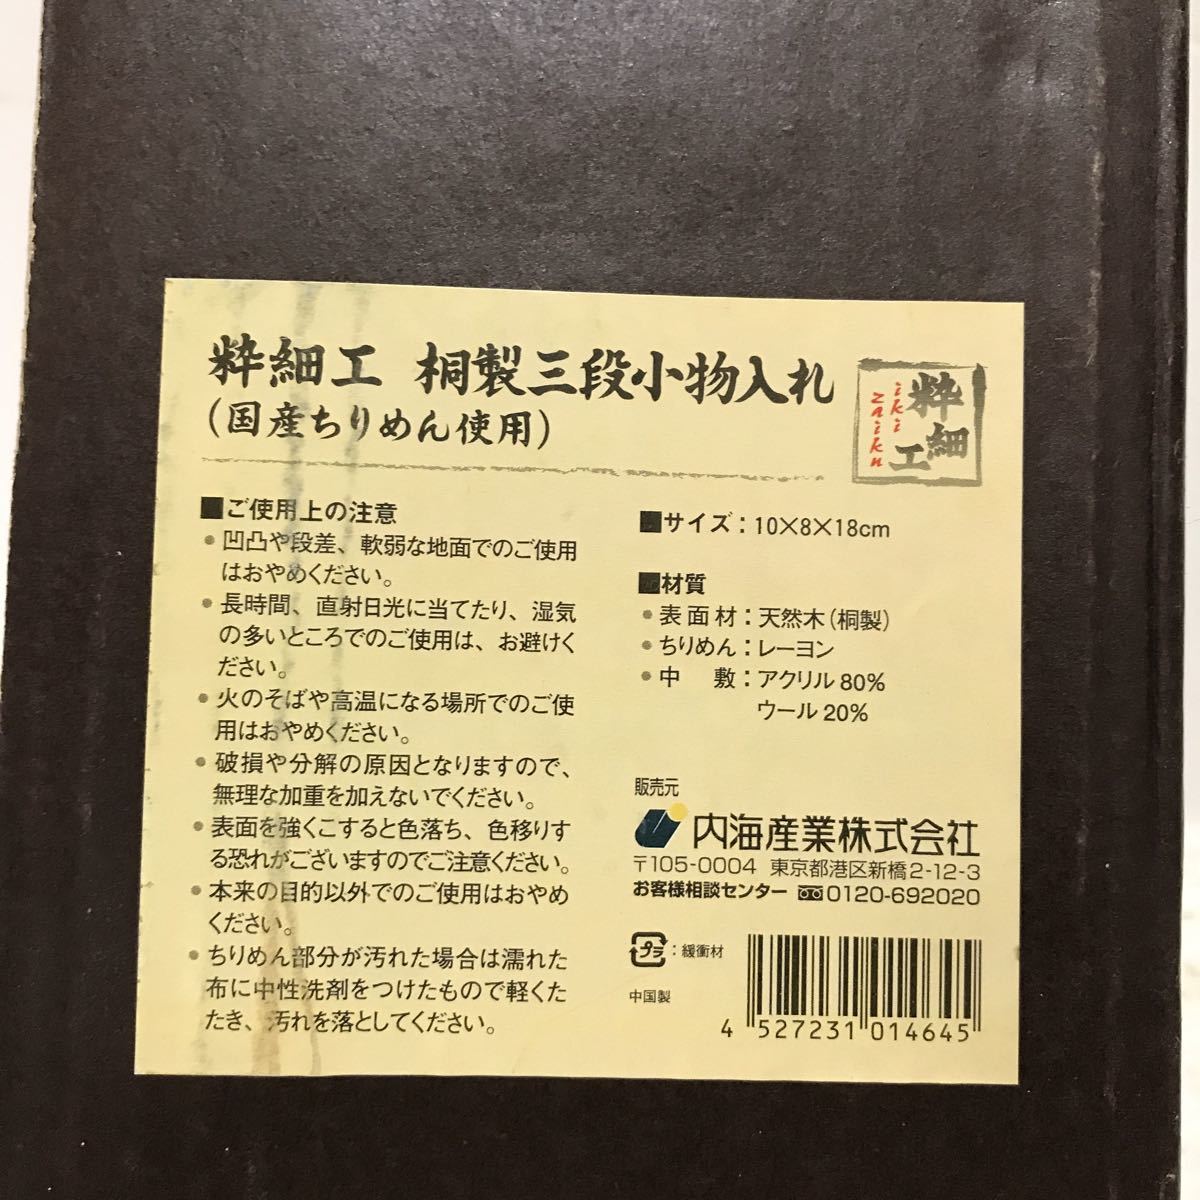 粋細工 桐製三段小物入札
(国産ちりめん使用)
粋細工
iki
zaiku
■ご使用上の注意
●凹凸や段差、軟弱な地面でのご使用
はおやめください。
●長時間、直射日光に当てたり、湿気
の多いところでのご使用は、お避けく
ださい。
●火のそばや高温になる場所でのご使
用はおやめください。
●破損や分解の原因となりますので、
無理な加重を加えないでください。
●表面を強くこすると色落ち、色移りす
る恐れがございますのでご注意ください。
●本来の目的以外でのご使用はおやめ
ください。
●ちりめん部分が汚れた場合は濡れた
布に中性洗剤をつけたもので軽くた
たき、汚れを落としてください。
■サイズ:10×8×18cm
■材質
●表面材:天然木(桐製)
●ちりめん:レーヨン
●中 敷:アクリル80%
ウール20%
販売元
内海産業株式会社
〒105-0004 東京都港区新橋2-12-3
お客様相談センター 0120-692020
プラ:緩衝材
中国製
4 527231 014645